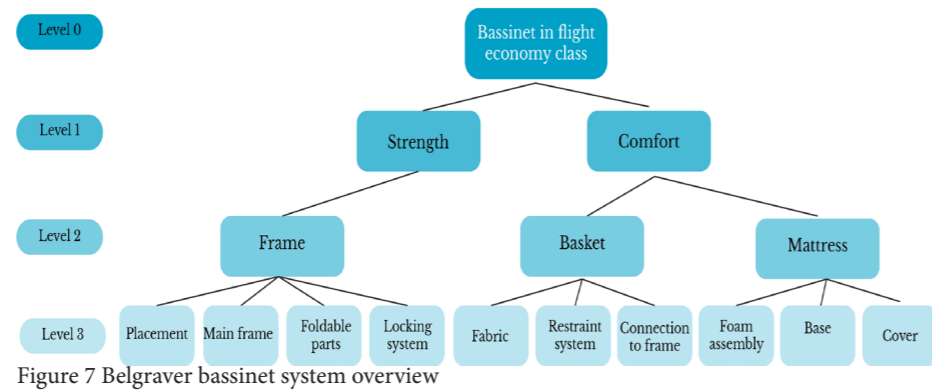 Level 0
Bassinet in flight
economy class
Level 1
Strength
Comfort
Level 2
Frame
Basket
Mattress
Level 3
Placement
Main frame
Foldable
parts
Locking
system
Fabric
Restraint
system
Connection
to frame
Foam
assembly
Base
Cover
Figure 7 Belgraver bassinet system overview